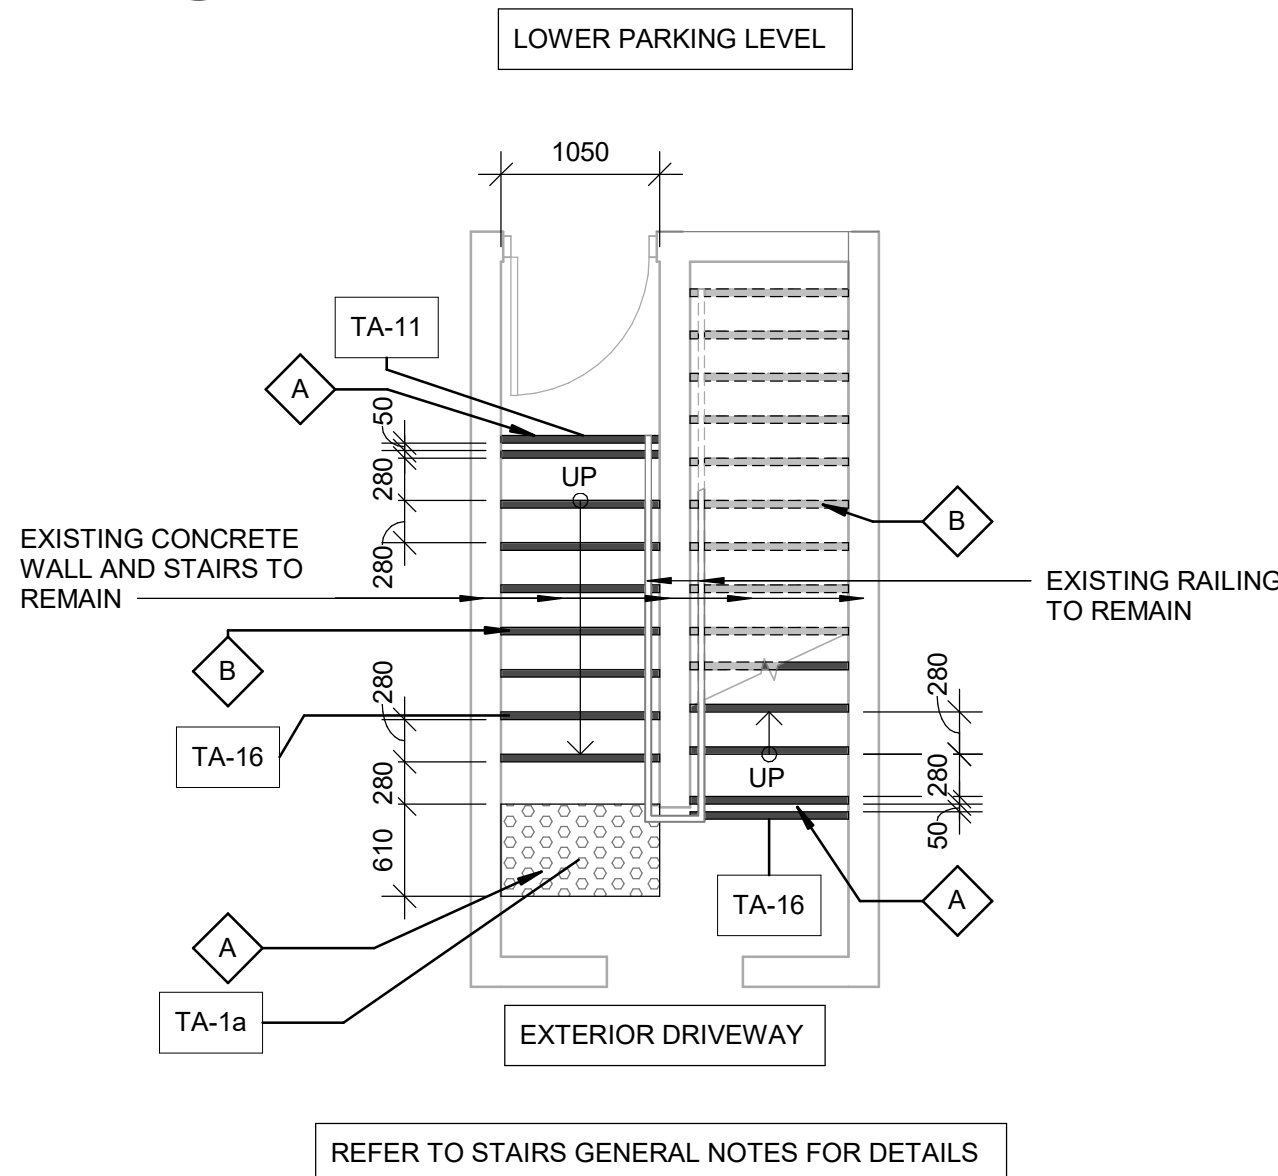 LOWER PARKING LEVEL
1050
TA-11
A
50
280
UP
280
B
EXISTING CONCRETE
WALL AND STAIRS TO
REMAIN
EXISTING RAILING
TO REMAIN
B
280
TA-16
280
610
280
UP
280
50
TA-16
A
A
TA-1a
EXTERIOR DRIVEWAY
REFER TO STAIRS GENERAL NOTES FOR DETAILS